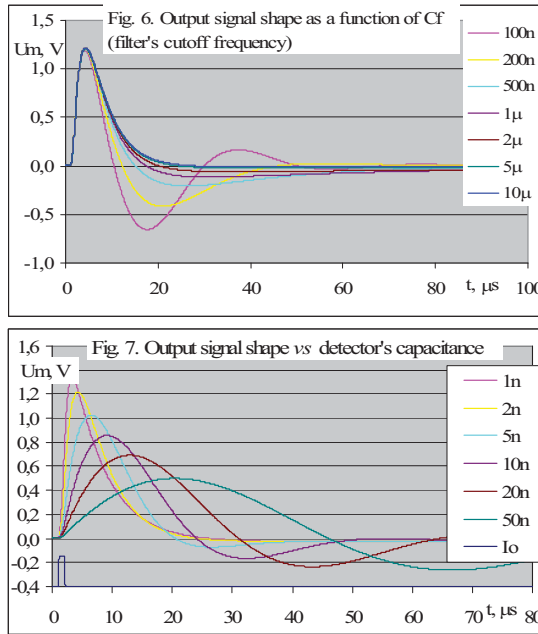 Fig. 6. Output signal shape as a function of Cf
(filter's cutoff frequency)
Um, V
1,5
1,0
0,5
0,0
-0,5
-1,0
0 20 40 60 80 100
t, µs
100n
200n
500n
1µ
2µ
5µ
10µ
Fig. 7. Output signal shape vs detector's capacitance
Um, V
1,6
1,2
1,0
0,8
0,6
0,4
0,2
0,0
-0,2
-0,4
0 10 20 30 40 50 60 70 80
t, µs
1n
2n
5n
10n
20n
50n
Io